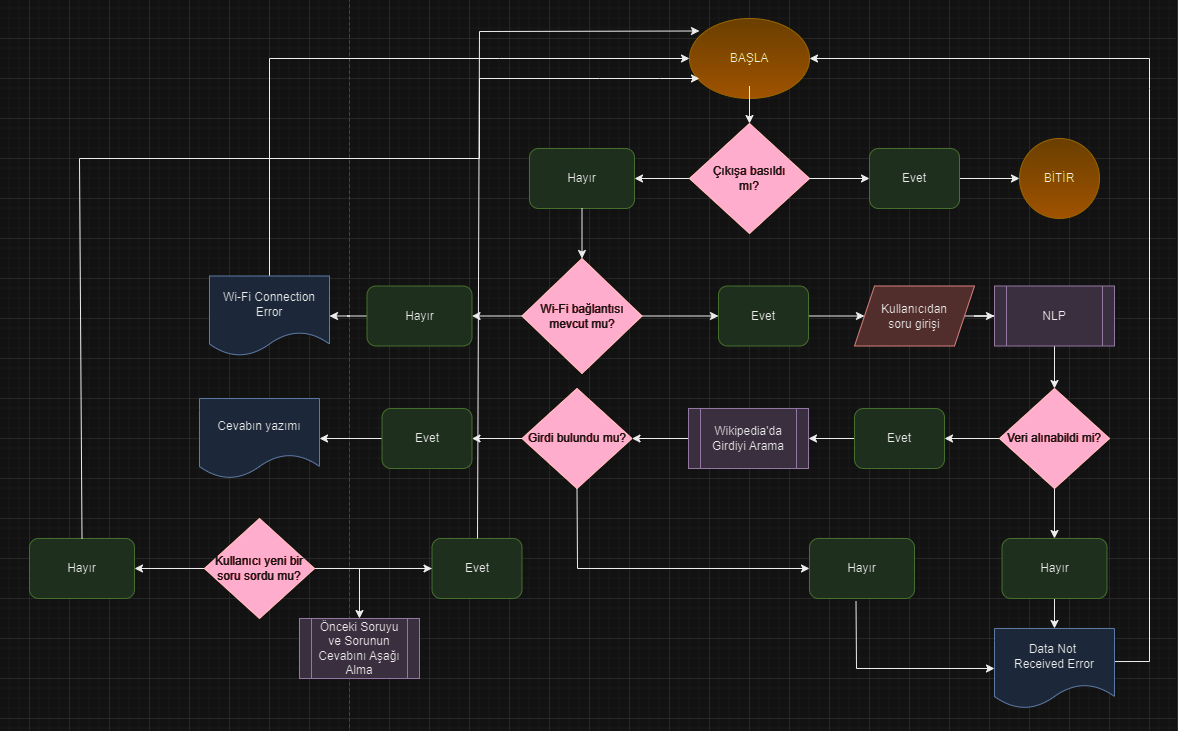 BAŞLA
Çıkışa basıldı
mı?
Hayır
Evet
BİTİR
Wi-Fi Connection
Error
Hayır
Wi-Fi bağlantısı
mevcut mu?
Evet
Kullanıcıdan
soru girişi
NLP
Cevabın yazımı
Evet
Girdi bulundu mu?
Wikipedia'da
Girdiyi Arama
Evet
Veri alınabildi mi?
Hayır
Kullanıcı yeni bir
soru sordu mu?
Evet
Hayır
Hayır
Önceki Soruyu
ve Sorunun
Cevabını Aşağı
Alma
Data Not
Received Error